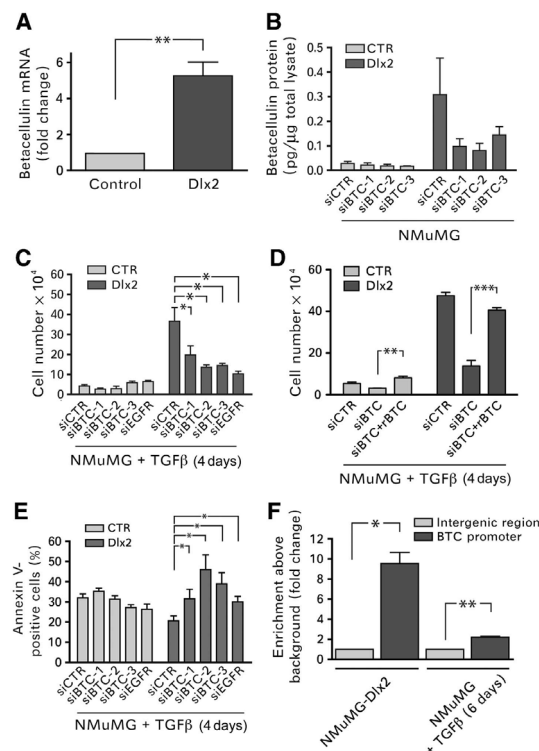 A
Betacellulin mRNA
(fold change)
**
6
4
2
0
Control
Dlx2
B
Betacellulin protein
(pg/μg total lysate)
CTR
Dlx2
0.5
0.4
0.3
0.2
0.1
0.0
siCTR
siBTC-1
siBTC-2
siBTC-3
siCTR
siBTC-1
siBTC-2
siBTC-3
NMuMG
C
Cell number × 10⁴
CTR
Dlx2
60
50
40
30
20
10
0
*
*
*
*
siCTR
siBTC-1
siBTC-2
siBTC-3
siEGFR
siCTR
siBTC-1
siBTC-2
siBTC-3
siEGFR
NMuMG + TGFβ (4 days)
D
Cell number × 10⁴
CTR
Dlx2
60
40
20
0
**
***
siCTR
siBTC
siBTC+rBTC
siCTR
siBTC
siBTC+rBTC
NMuMG + TGFβ (4 days)
E
Annexin V-
positive cells (%)
CTR
Dlx2
60
50
40
30
20
10
0
*
*
*
*
siCTR
siBTC-1
siBTC-2
siBTC-3
siEGFR
siCTR
siBTC-1
siBTC-2
siBTC-3
siEGFR
NMuMG + TGFβ (4 days)
F
Enrichment above
background (fold change)
Intergenic region
BTC promoter
12
10
8
6
4
2
0
*
**
NMuMG-Dlx2
NMuMG
+ TGFβ (6 days)